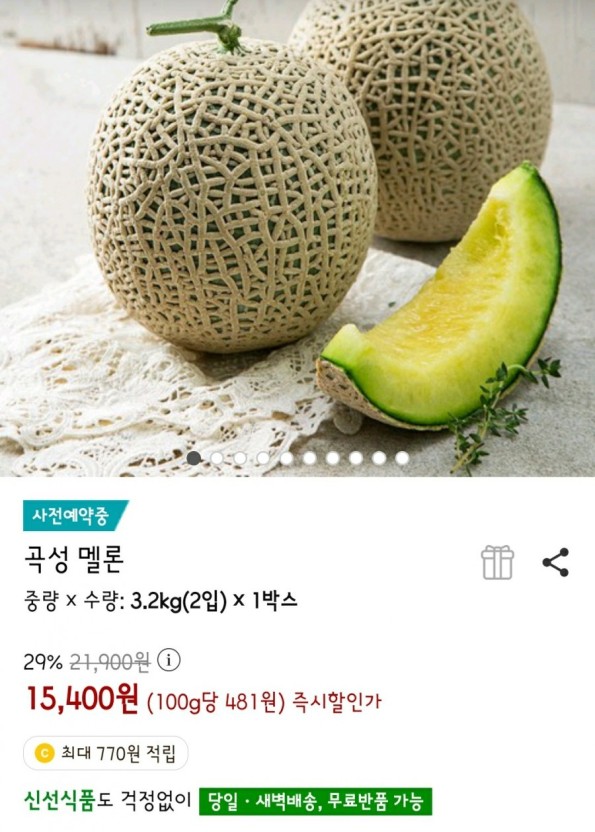 사전예약중
곡성 멜론
중량 x 수량: 3.2kg(2입) x 1박스
29% 21,900원 i
15,400원 (100g당 481원) 즉시할인가
C 최대 770원 적립
신선식품도 걱정없이 당일 · 새벽배송, 무료반품 가능